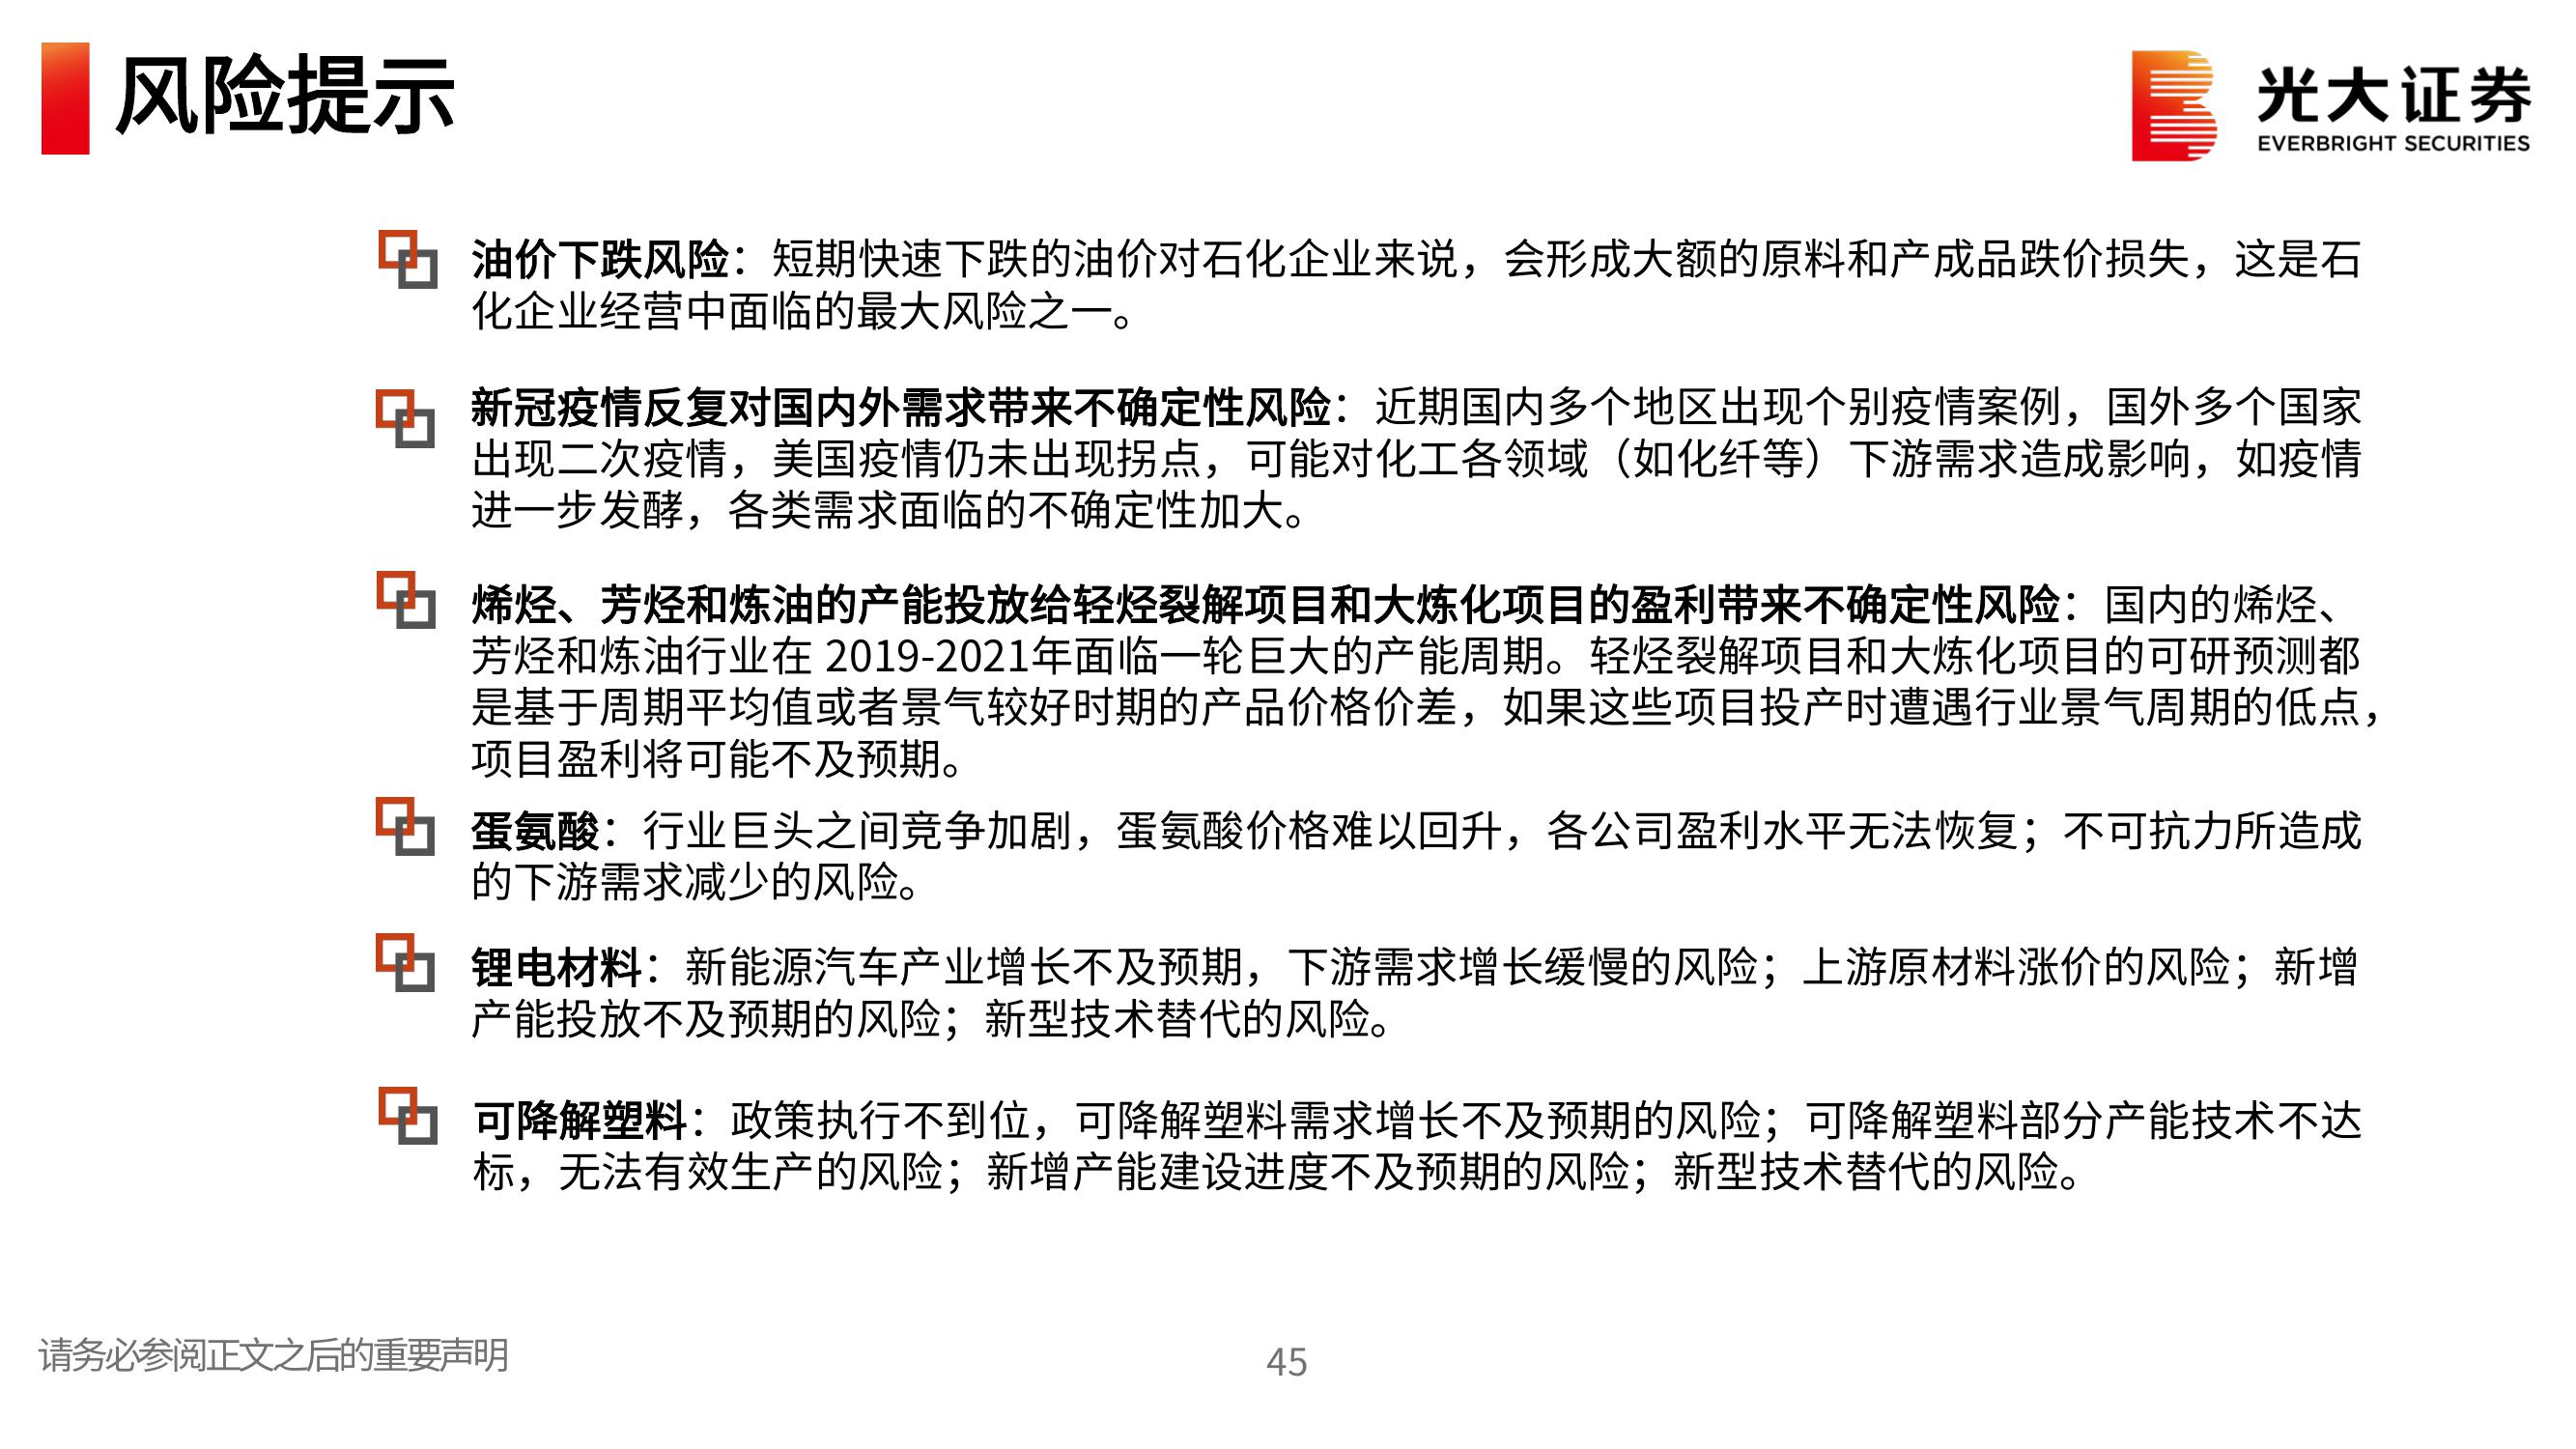 风险提示
光大证券
EVERBRIGHT SECURITIES
油价下跌风险：短期快速下跌的油价对石化企业来说，会形成大额的原料和产成品跌价损失，这是石
化企业经营中面临的最大风险之一。
新冠疫情反复对国内外需求带来不确定性风险：近期国内多个地区出现个别疫情案例，国外多个国家
出现二次疫情，美国疫情仍未出现拐点，可能对化工各领域（如化纤等）下游需求造成影响，如疫情
进一步发酵，各类需求面临的不确定性加大。
烯烃、芳烃和炼油的产能投放给轻烃裂解项目和大炼化项目的盈利带来不确定性风险：国内的烯烃、
芳烃和炼油行业在 2019-2021年面临一轮巨大的产能周期。轻烃裂解项目和大炼化项目的可研预测都
是基于周期平均值或者景气较好时期的产品价格价差，如果这些项目投产时遭遇行业景气周期的低点，
项目盈利将可能不及预期。
蛋氨酸：行业巨头之间竞争加剧，蛋氨酸价格难以回升，各公司盈利水平无法恢复；不可抗力所造成
的下游需求减少的风险。
锂电材料：新能源汽车产业增长不及预期，下游需求增长缓慢的风险；上游原材料涨价的风险；新增
产能投放不及预期的风险；新型技术替代的风险。
可降解塑料：政策执行不到位，可降解塑料需求增长不及预期的风险；可降解塑料部分产能技术不达
标，无法有效生产的风险；新增产能建设进度不及预期的风险；新型技术替代的风险。
请务必参阅正文之后的重要声明
45